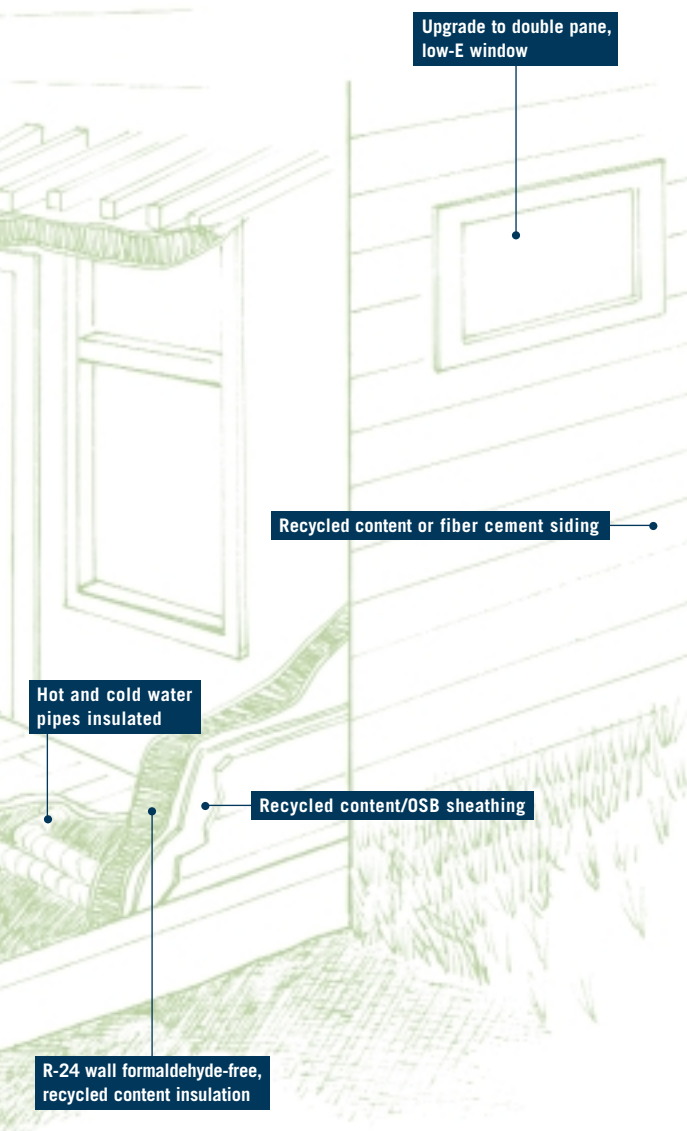 Upgrade to double pane,
low-E window
Recycled content or fiber cement siding
Hot and cold water
pipes insulated
Recycled content/OSB sheathing
R-24 wall formaldehyde-free,
recycled content insulation